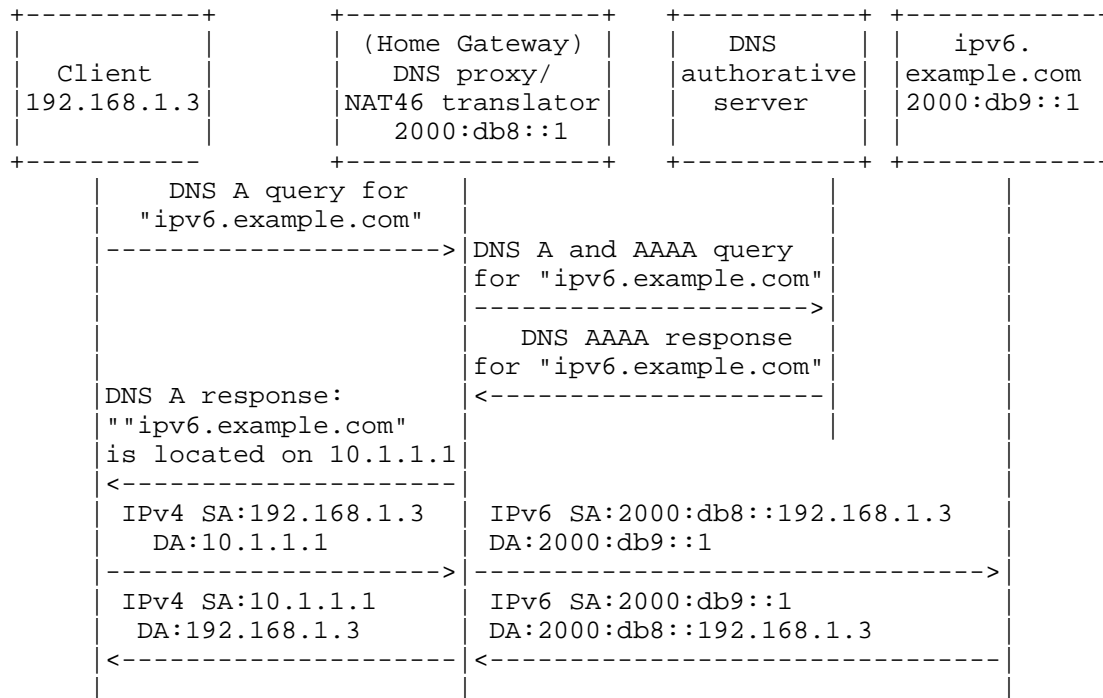 (Home Gateway) DNS ipv6.
Client DNS proxy/ authorative example.com
192.168.1.3 NAT46 translator server 2000:db9::1
2000:db8::1
DNS A query for
"ipv6.example.com"
DNS A and AAAA query
for "ipv6.example.com"
DNS AAAA response
for "ipv6.example.com"
DNS A response:
""ipv6.example.com"
is located on 10.1.1.1
IPv4 SA:192.168.1.3 IPv6 SA:2000:db8::192.168.1.3
DA:10.1.1.1 DA:2000:db9::1
IPv4 SA:10.1.1.1 IPv6 SA:2000:db9::1
DA:192.168.1.3 DA:2000:db8::192.168.1.3